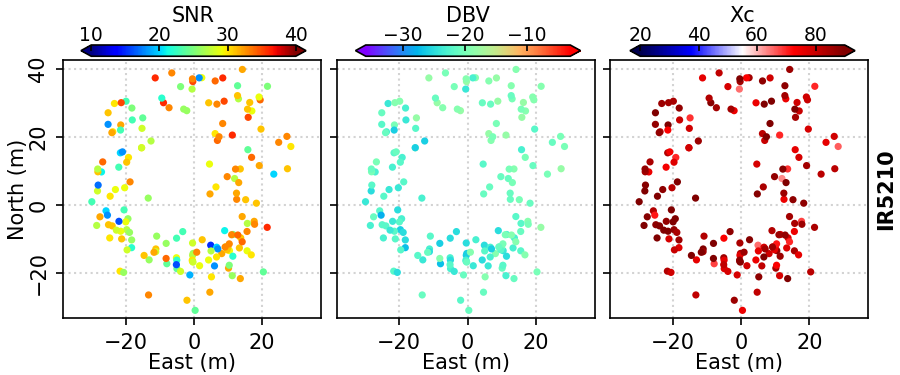 SNR DBV Xc
10 20 30 40 −30 −20 −10 20 40 60 80
40
20
0
−20
North (m)
−20 0 20 −20 0 20 −20 0 20
East (m) East (m) East (m)
IR5210